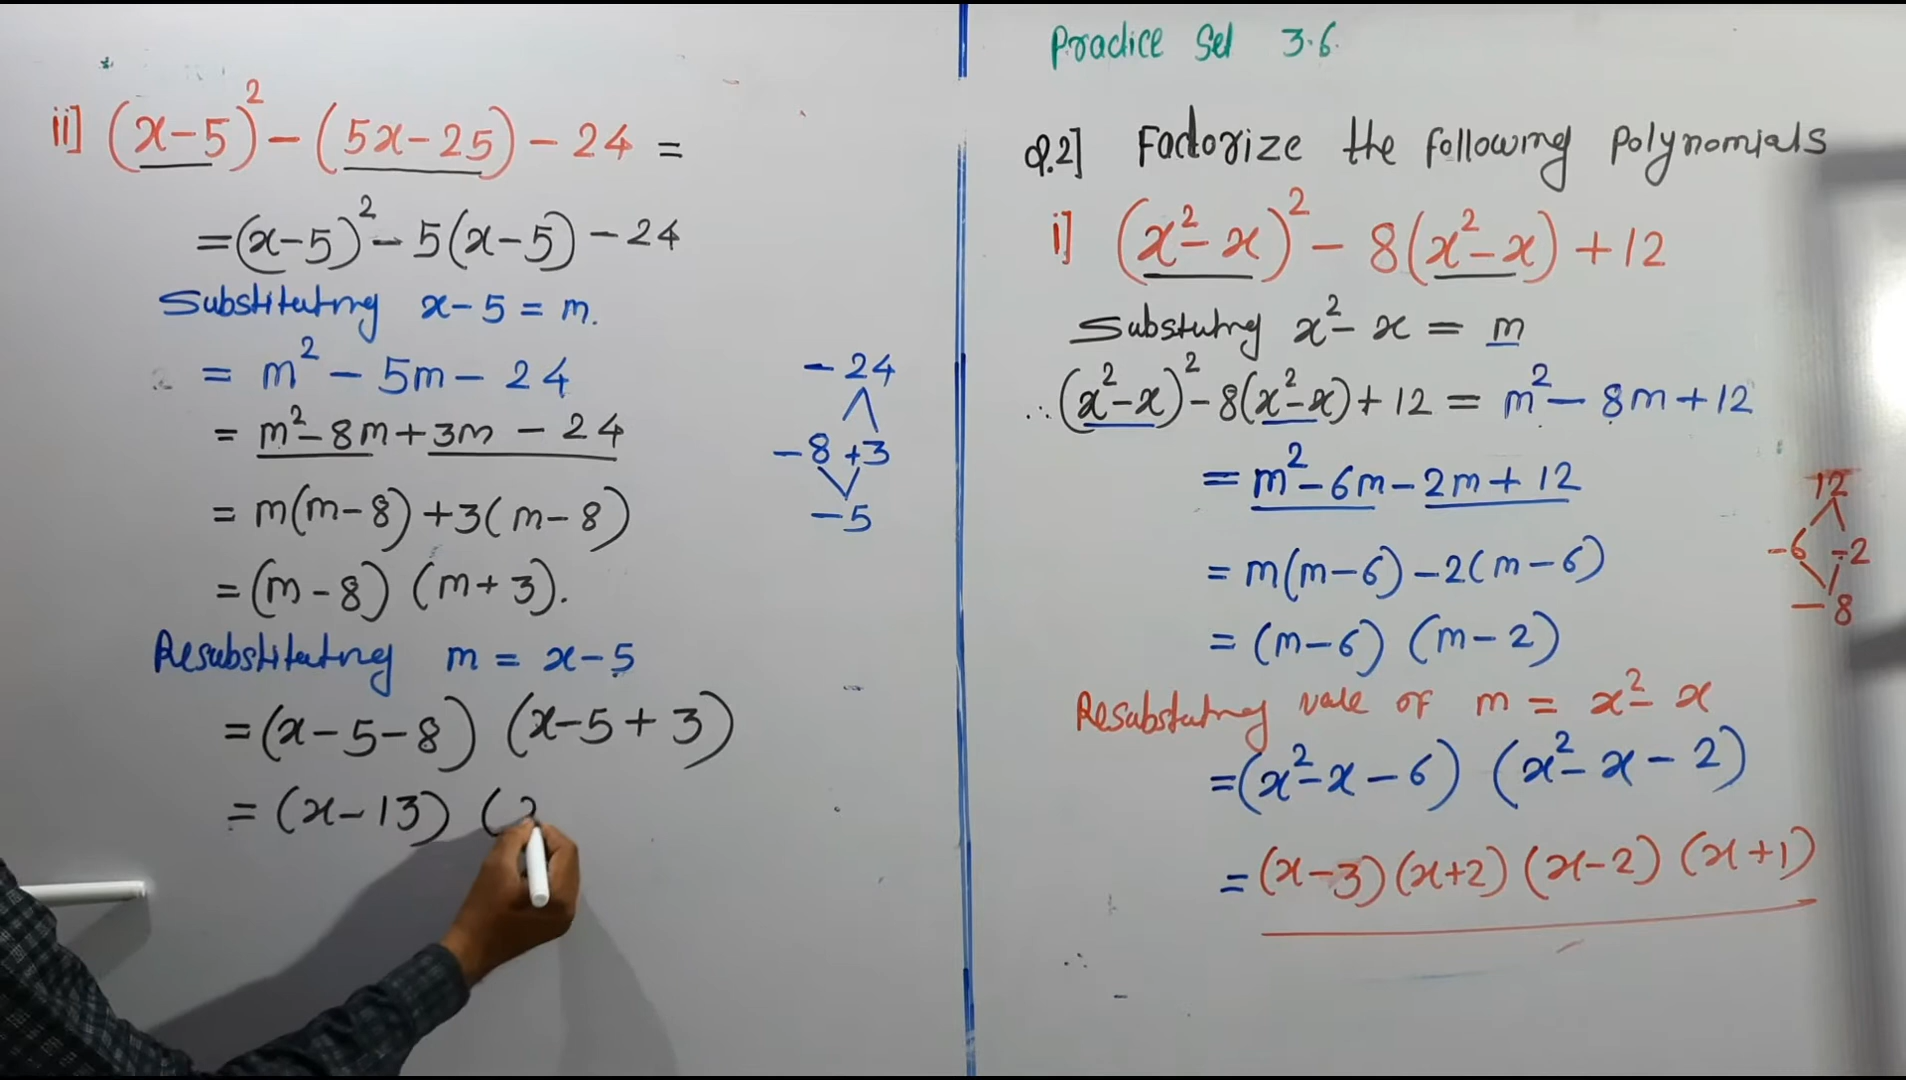 Practice Set 3.6
Q.2] Factorize the following Polynomials
i] (x²-x)² - 8(x²-x) + 12
Substutng x²-x = m
∴ (x²-x)² - 8(x²-x) + 12 = m² - 8m + 12
= m² - 6m - 2m + 12
12
-6 -2
-8
= m(m-6) - 2(m-6)
= (m-6) (m-2)
Resubstutng vale of m = x²-x
= (x²-x-6) (x²-x-2)
= (x-3) (x+2) (x-2) (x+1)
ii] (x-5)² - (5x-25) - 24 =
= (x-5)² - 5(x-5) - 24
Substitutng x-5 = m.
= m² - 5m - 24
= m² - 8m + 3m - 24
-24
-8 +3
-5
= m(m-8) + 3(m-8)
= (m-8) (m+3).
Resubstitutng m = x-5
= (x-5-8) (x-5+3)
= (x-13) (